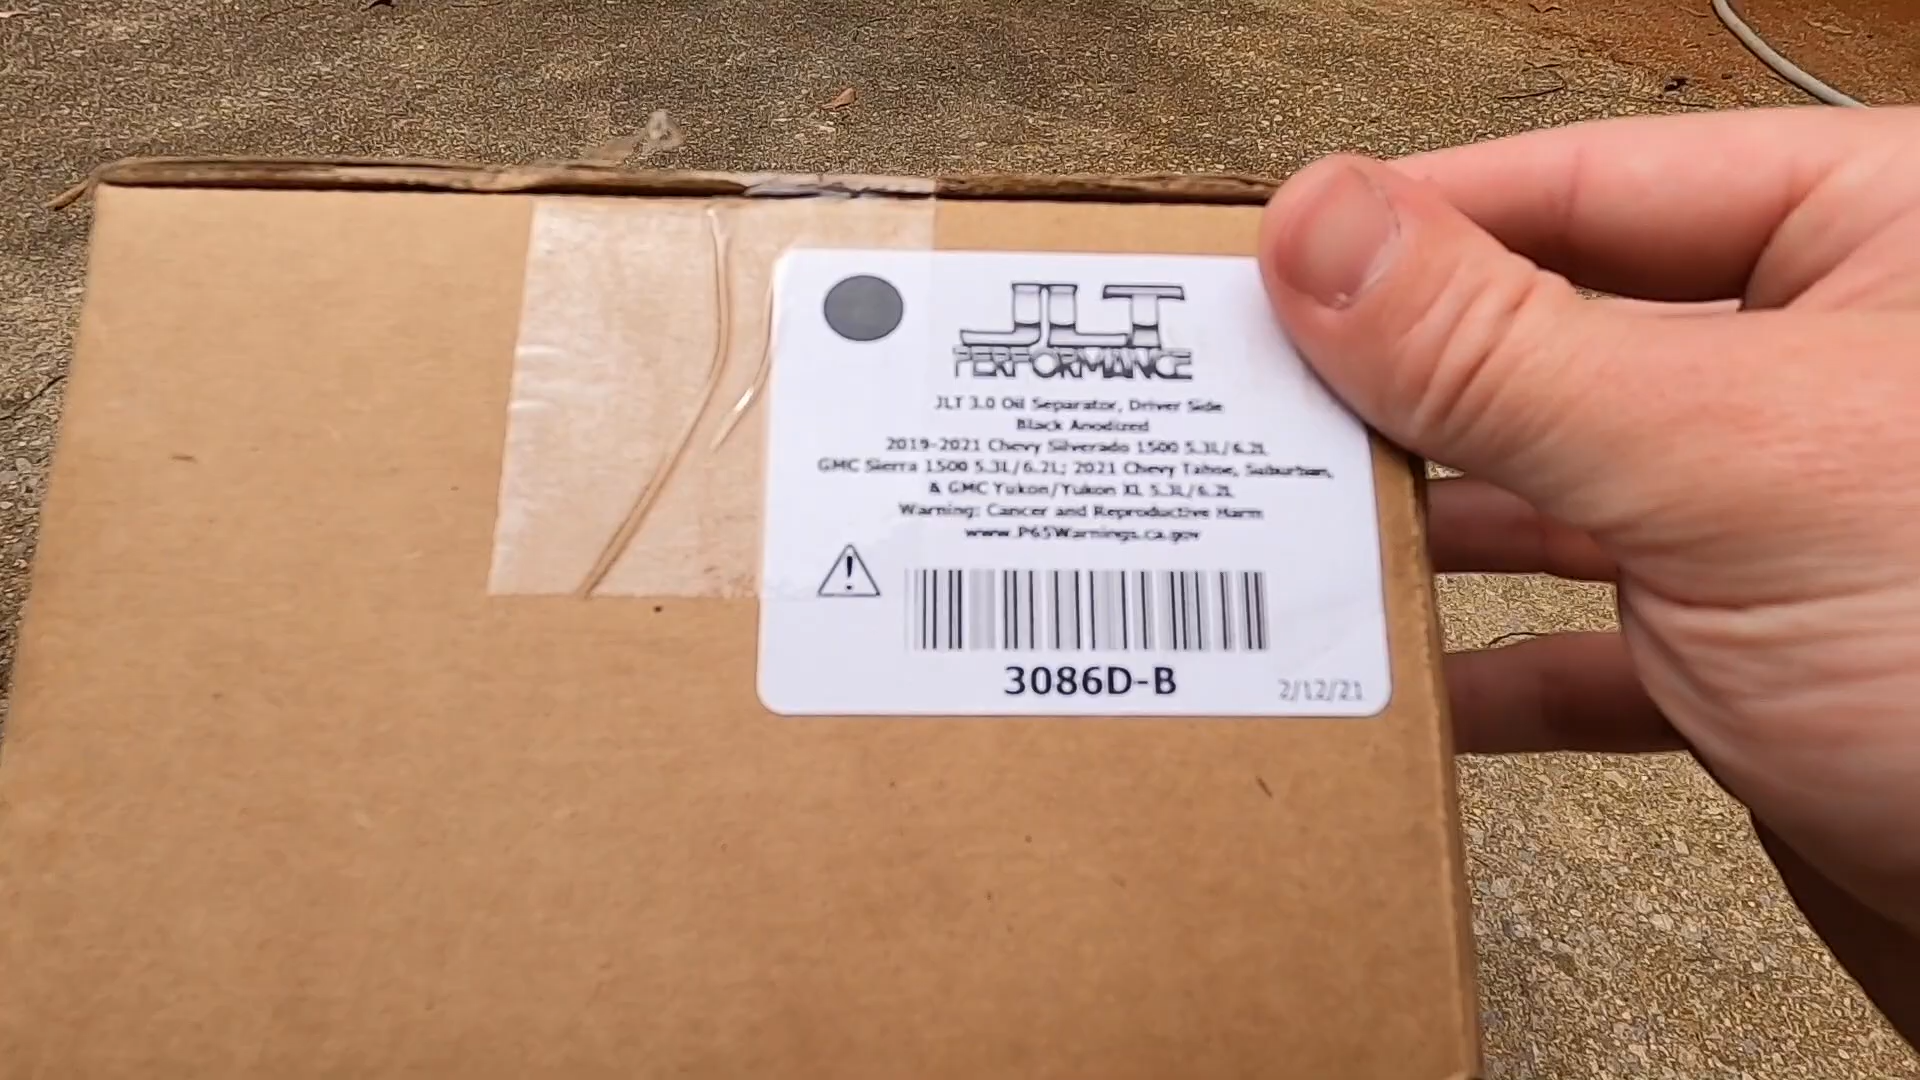 JLT
PERFORMANCE
JLT 3.0 Oil Separator, Driver Side
Black Anodized
2019-2021 Chevy Silverado 1500 5.3L/6.2L
GMC Sierra 1500 5.3L/6.2L; 2021 Chevy Tahoe, Suburban,
& GMC Yukon/Yukon XL 5.3L/6.2L
Warning: Cancer and Reproductive Harm
www.P65Warnings.ca.gov
3086D-B
2/12/21